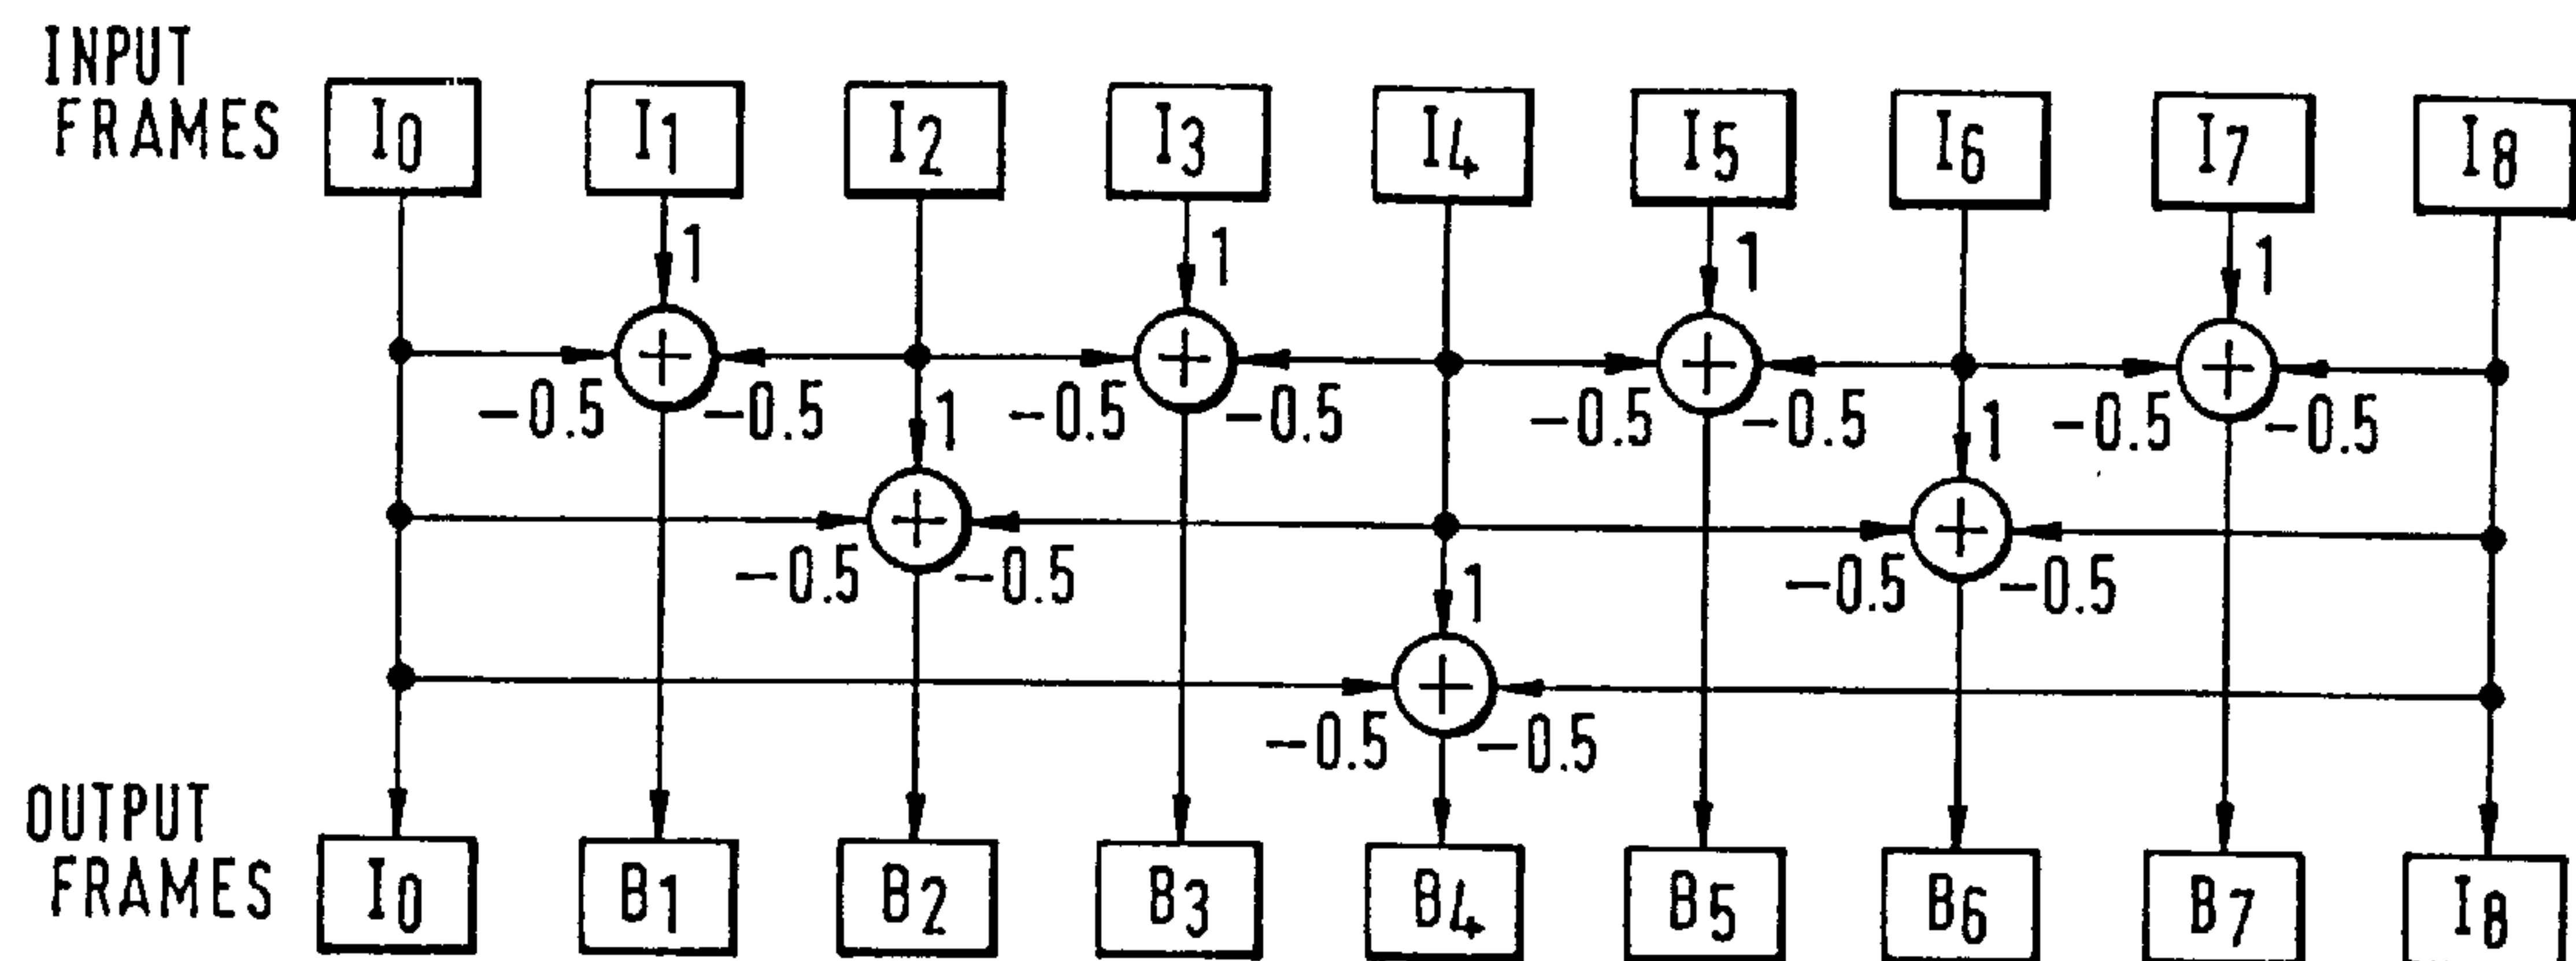 INPUT
FRAMES
I0 I1 I2 I3 I4 I5 I6 I7 I8
1 1 1 1
-0.5 -0.5 -0.5 -0.5 -0.5 -0.5 -0.5 -0.5
1 1
-0.5 -0.5 -0.5 -0.5
1
-0.5 -0.5
OUTPUT
FRAMES
I0 B1 B2 B3 B4 B5 B6 B7 I8